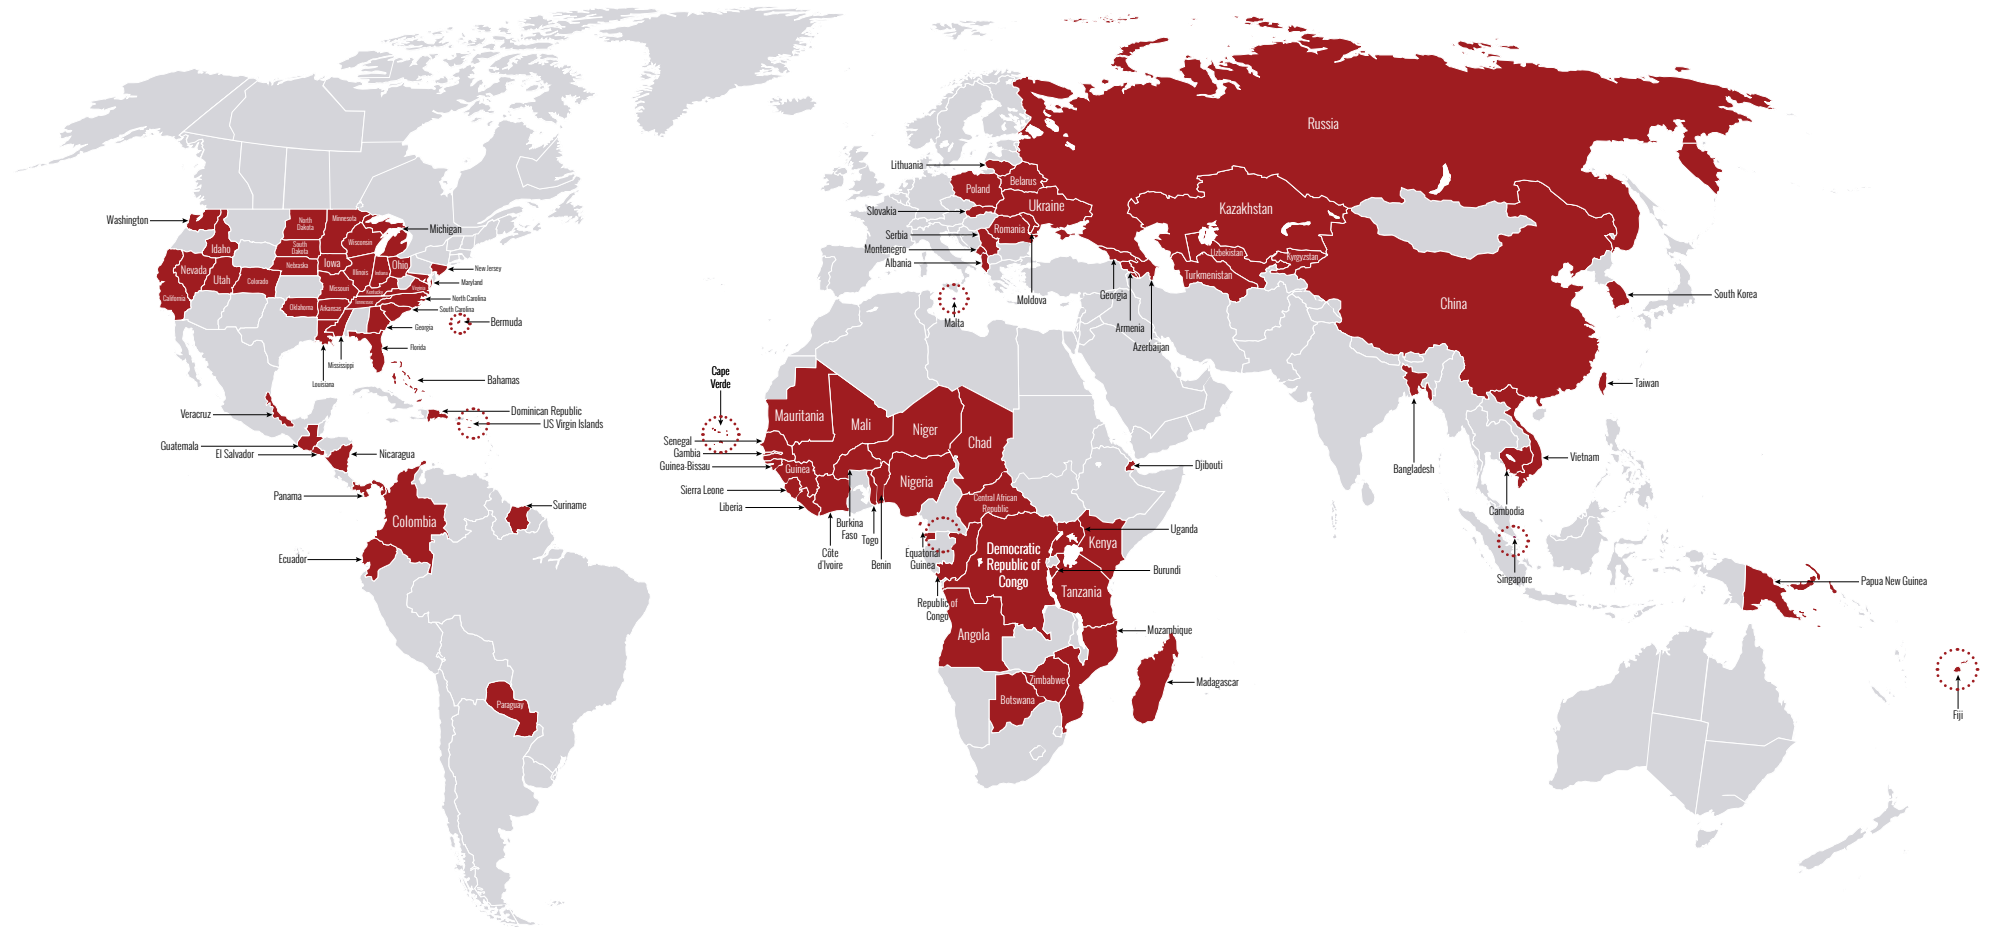 Washington
Idaho
North
Dakota
Minnesota
Michigan
Wisconsin
South
Dakota
Nevada
Utah
Colorado
Nebraska
Iowa
Illinois
Indiana
Ohio
New Jersey
Maryland
Virginia
California
Missouri
Kentucky
Tennessee
North Carolina
South Carolina
Oklahoma
Arkansas
Georgia
Bermuda
Florida
Mississippi
Louisiana
Bahamas
Veracruz
Dominican Republic
US Virgin Islands
Guatemala
El Salvador
Nicaragua
Panama
Suriname
Colombia
Ecuador
Paraguay
Russia
Lithuania
Poland
Belarus
Slovakia
Ukraine
Serbia
Romania
Montenegro
Albania
Moldova
Malta
Georgia
Armenia
Azerbaijan
Kazakhstan
Uzbekistan
Kyrgyzstan
Turkmenistan
China
South Korea
Taiwan
Bangladesh
Vietnam
Cambodia
Singapore
Papua New Guinea
Fiji
Cape
Verde
Mauritania
Mali
Niger
Chad
Senegal
Gambia
Guinea-Bissau
Guinea
Sierra Leone
Liberia
Nigeria
Djibouti
Central African
Republic
Burkina
Faso
Côte
d'Ivoire
Togo
Benin
Equatorial
Guinea
Uganda
Kenya
Democratic
Republic of
Congo
Burundi
Tanzania
Republic of
Congo
Angola
Mozambique
Zimbabwe
Botswana
Madagascar